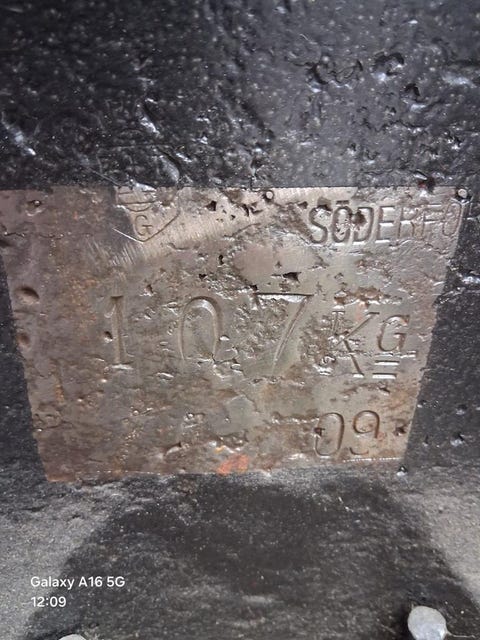 G
SÖDERFO
107 KG
09
Galaxy A16 5G
12:09